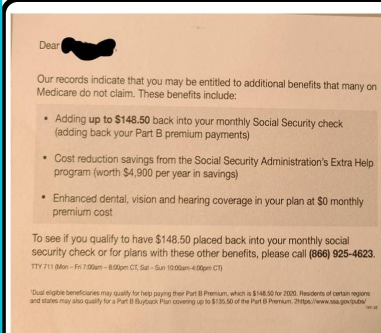 Dear
Our records indicate that you may be entitled to additional benefits that many on
Medicare do not claim. These benefits include:
• Adding up to $148.50 back into your monthly Social Security check
(adding back your Part B premium payments)
• Cost reduction savings from the Social Security Administration's Extra Help
program (worth $4,900 per year in savings)
• Enhanced dental, vision and hearing coverage in your plan at $0 monthly
premium cost
To see if you qualify to have $148.50 placed back into your monthly social
security check or for plans with these other benefits, please call (866) 925-4623.
TTY 711 (Mon – Fri 7:00am – 8:00pm CT, Sat – Sun 10:00am-4:00pm CT)
¹Dual eligible beneficiaries may qualify for help paying their Part B Premium, which is $148.50 for 2020. Residents of certain regions
and states may also qualify for a Part B Buyback Plan covering up to $135.50 of the Part B Premium. 2https://www.ssa.gov/pubs/